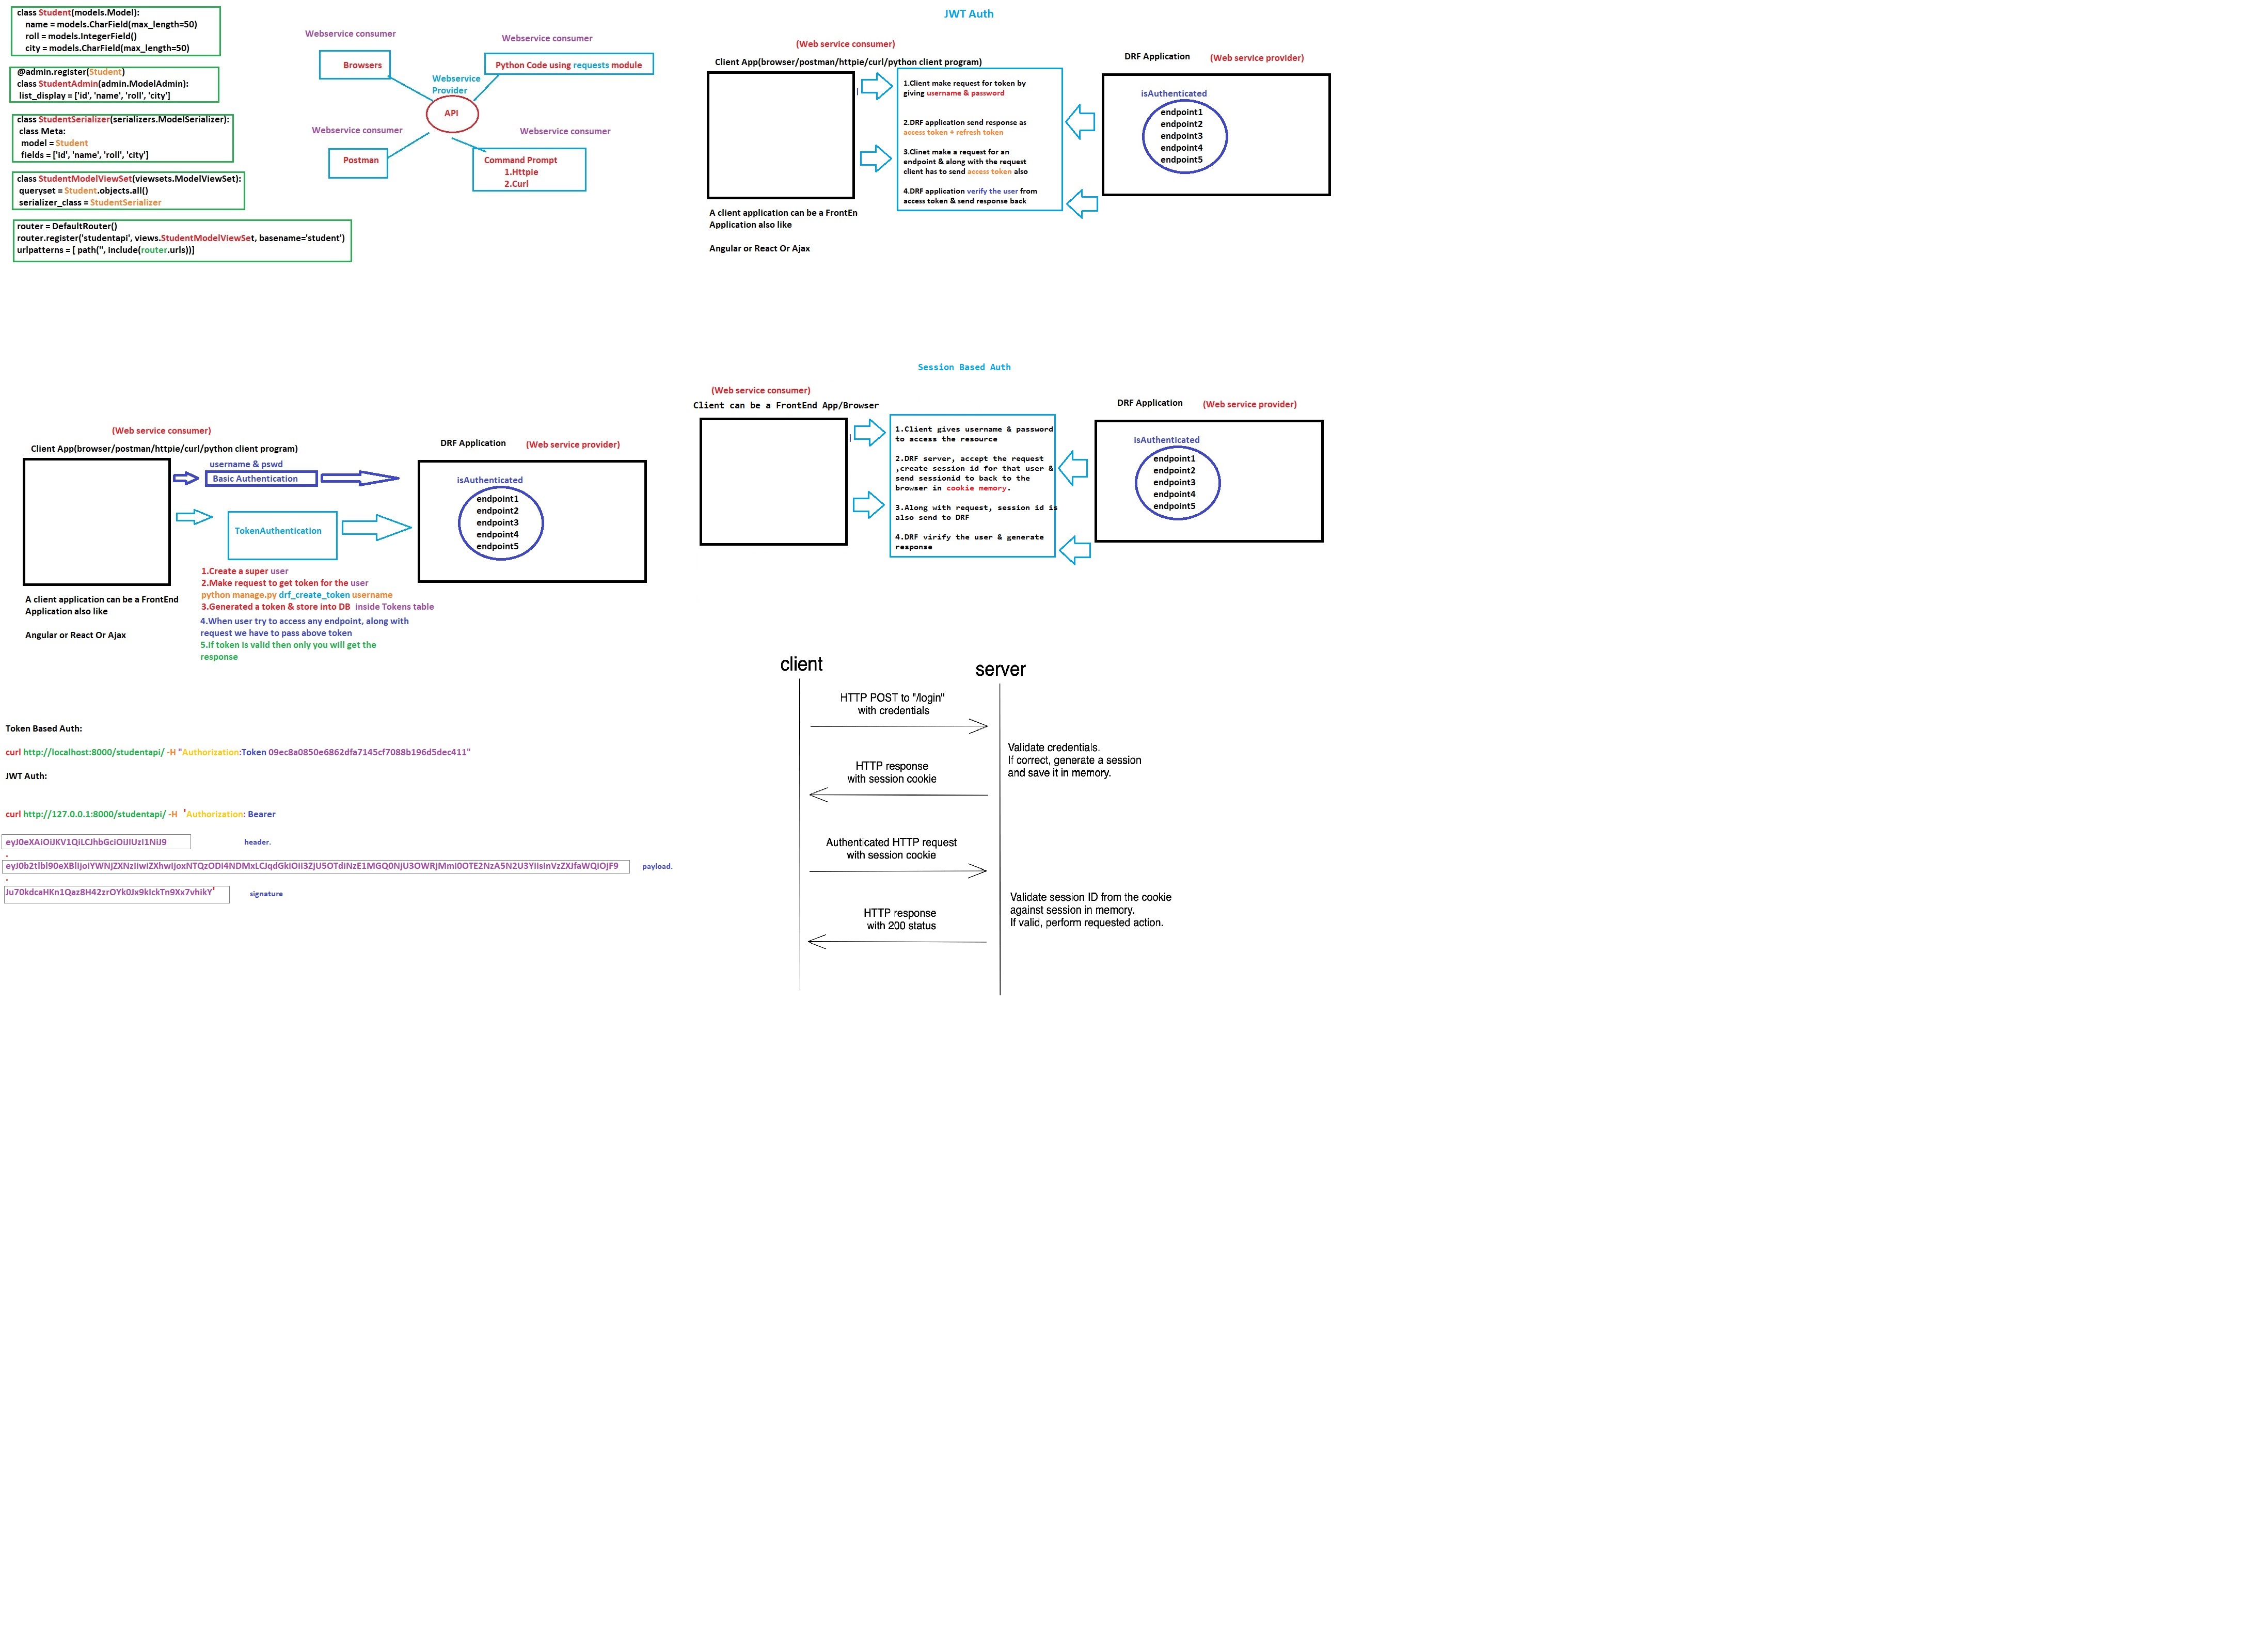 class Student(models.Model):
name = models.CharField(max_length=50)
roll = models.IntegerField()
city = models.CharField(max_length=50)
@admin.register(Student)
class StudentAdmin(admin.ModelAdmin):
list_display = ['id', 'name', 'roll', 'city']
class StudentSerializer(serializers.ModelSerializer):
class Meta:
model = Student
fields = ['id', 'name', 'roll', 'city']
class StudentModelViewSet(viewsets.ModelViewSet):
queryset = Student.objects.all()
serializer_class = StudentSerializer
router = DefaultRouter()
router.register('studentapi', views.StudentModelViewSet, basename='student')
urlpatterns = [ path('', include(router.urls))]
Webservice consumer
Browsers
Webservice consumer
Python Code using requests module
Webservice
Provider
API
Webservice consumer
Postman
Webservice consumer
Command Prompt
1.Httpie
2.Curl
JWT Auth
(Web service consumer)
Client App(browser/postman/httpie/curl/python client program)
DRF Application (Web service provider)
1.Client make request for token by
giving username & password
2.DRF application send response as
access token + refresh token
3.Clinet make a request for an
endpoint & along with the request
client has to send access token also
4.DRF application verify the user from
access token & send response back
isAuthenticated
endpoint1
endpoint2
endpoint3
endpoint4
endpoint5
A client application can be a FrontEn
Application also like
Angular or React Or Ajax
Session Based Auth
(Web service consumer)
Client can be a FrontEnd App/Browser
DRF Application (Web service provider)
1.Client gives username & password
to access the resource
2.DRF server, accept the request
,create session id for that user &
send sessionid to back to the
browser in cookie memory.
3.Along with request, session id is
also send to DRF
4.DRF virify the user & generate
response
isAuthenticated
endpoint1
endpoint2
endpoint3
endpoint4
endpoint5
(Web service consumer)
Client App(browser/postman/httpie/curl/python client program)
DRF Application (Web service provider)
username & pswd
Basic Authentication
TokenAuthentication
isAuthenticated
endpoint1
endpoint2
endpoint3
endpoint4
endpoint5
A client application can be a FrontEnd
Application also like
Angular or React Or Ajax
1.Create a super user
2.Make request to get token for the user
python manage.py drf_create_token username
3.Generated a token & store into DB inside Tokens table
4.When user try to access any endpoint, along with
request we have to pass above token
5.If token is valid then only you will get the
response
client
server
HTTP POST to "/login"
with credentials
Validate credentials.
If correct, generate a session
and save it in memory.
HTTP response
with session cookie
Authenticated HTTP request
with session cookie
Validate session ID from the cookie
against session in memory.
If valid, perform requested action.
HTTP response
with 200 status
Token Based Auth:
curl http://localhost:8000/studentapi/ -H "Authorization:Token 09ec8a0850e6862dfa7145cf7088b196d5dec411"
JWT Auth:
curl http://127.0.0.1:8000/studentapi/ -H 'Authorization: Bearer
eyJ0eXAiOiJKV1QiLCJhbGciOiJIUzI1NiJ9 header.
.
eyJ0b2tlbl90eXBlIjoiYWNjZXNzIiwiZXhwIjoxNTQzODI4NDMxLCJqdGkiOiI3ZjU5OTdiNzE1MGQ0NjU3OWRjMmI0OTE2NzA5N2U3YiIsInVzZXJfaWQiOjF9 payload.
.
Ju70kdcaHKn1Qaz8H42zrOYk0Jx9kIckTn9Xx7vhikY' signature